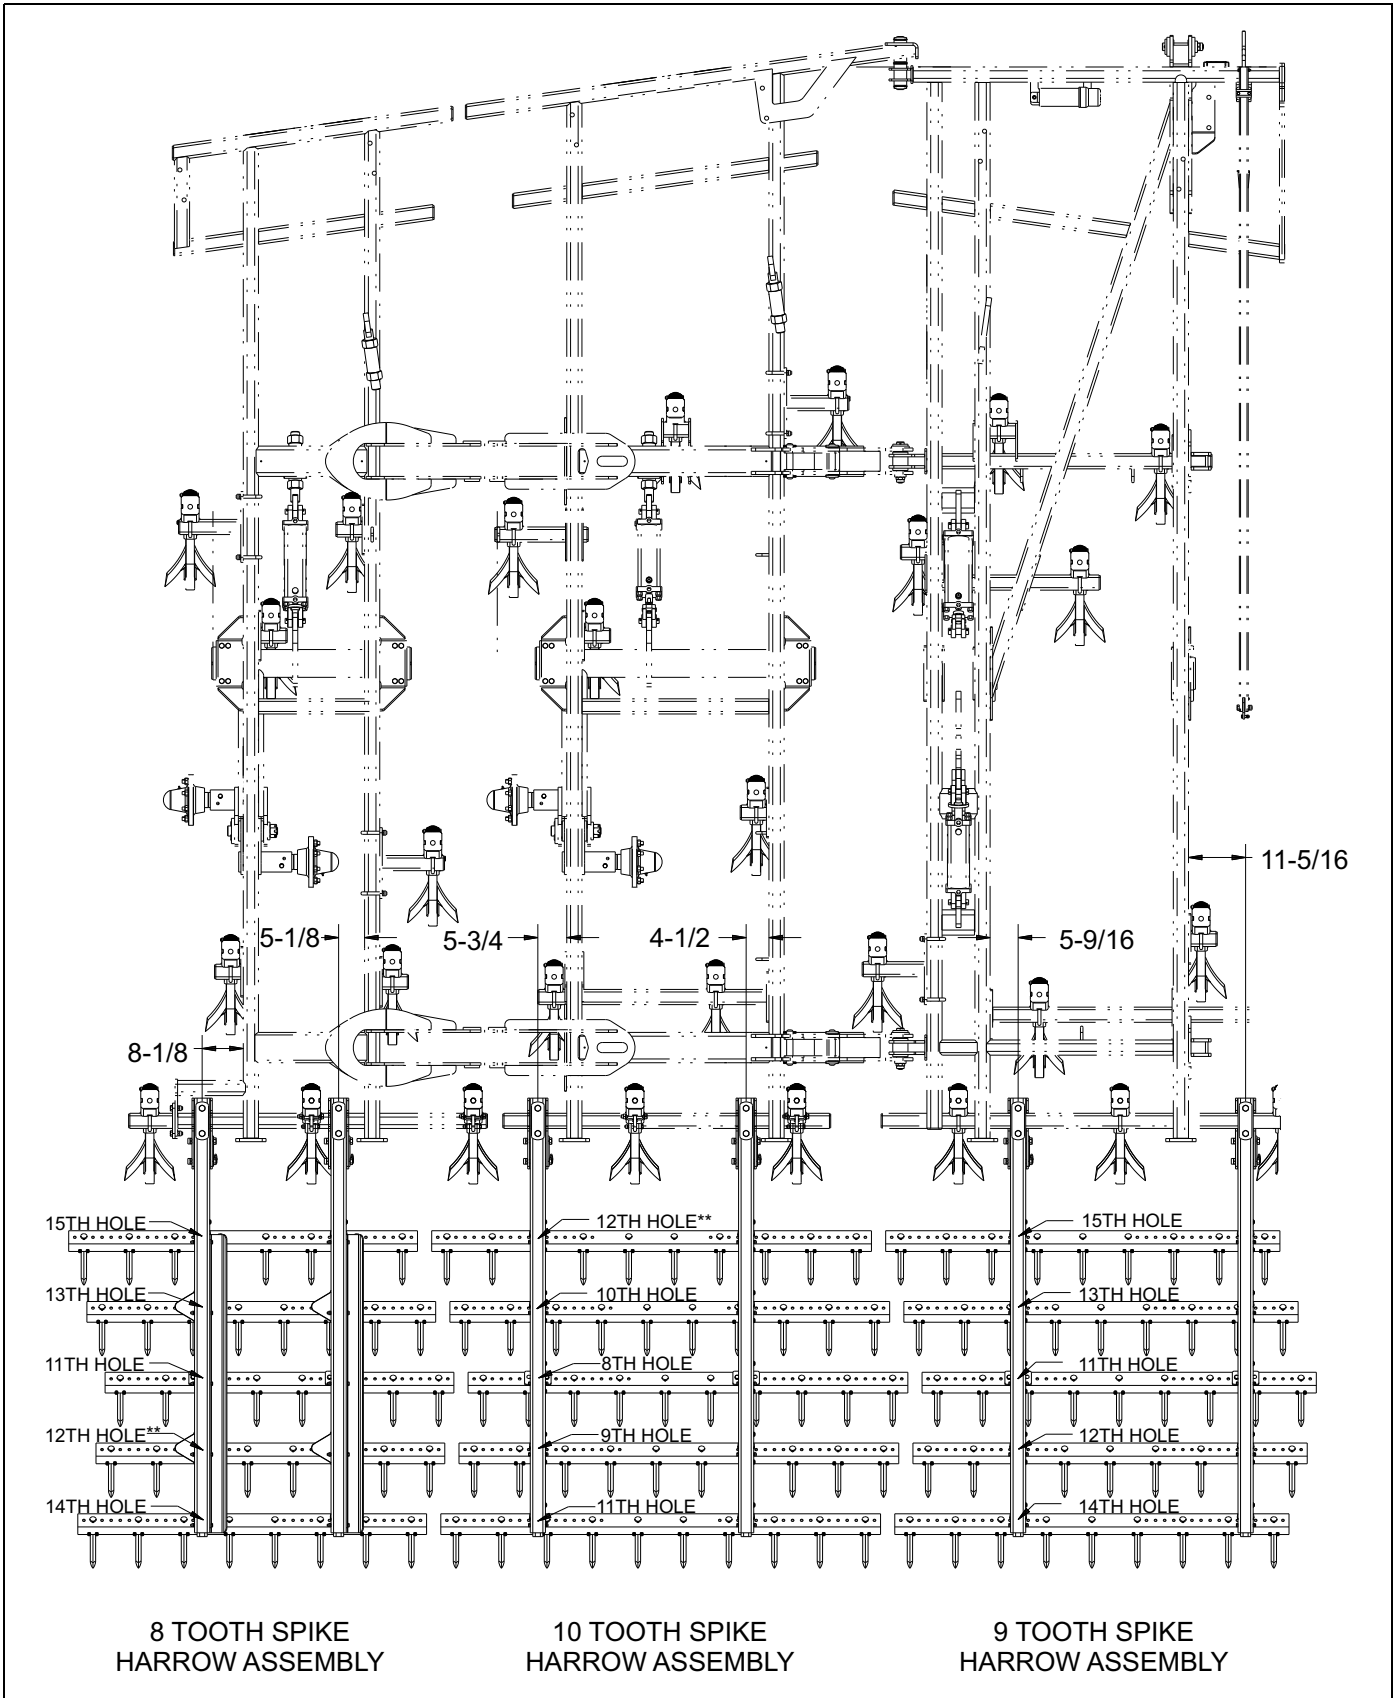 11-5/16
5-1/8
5-3/4
4-1/2
5-9/16
8-1/8
15TH HOLE
12TH HOLE**
15TH HOLE
13TH HOLE
10TH HOLE
13TH HOLE
11TH HOLE
8TH HOLE
11TH HOLE
12TH HOLE**
9TH HOLE
12TH HOLE
14TH HOLE
11TH HOLE
14TH HOLE
8 TOOTH SPIKE
HARROW ASSEMBLY
10 TOOTH SPIKE
HARROW ASSEMBLY
9 TOOTH SPIKE
HARROW ASSEMBLY